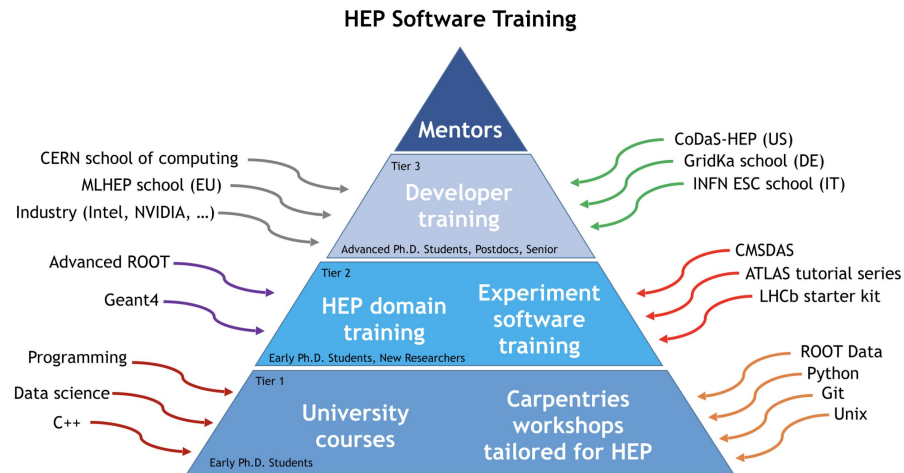 HEP Software Training
Mentors
CERN school of computing
MLHEP school (EU)
Industry (Intel, NVIDIA, ...)
Tier 3
Developer
training
Advanced Ph.D. Students, Postdocs, Senior
CoDaS-HEP (US)
GridKa school (DE)
INFN ESC school (IT)
Advanced ROOT
Geant4
Tier 2
HEP domain
training
Experiment
software
training
Early Ph.D. Students, New Researchers
CMSDAS
ATLAS tutorial series
LHCb starter kit
Programming
Data science
C++
Tier 1
University
courses
Carpentries
workshops
tailored for HEP
Early Ph.D. Students
ROOT Data
Python
Git
Unix